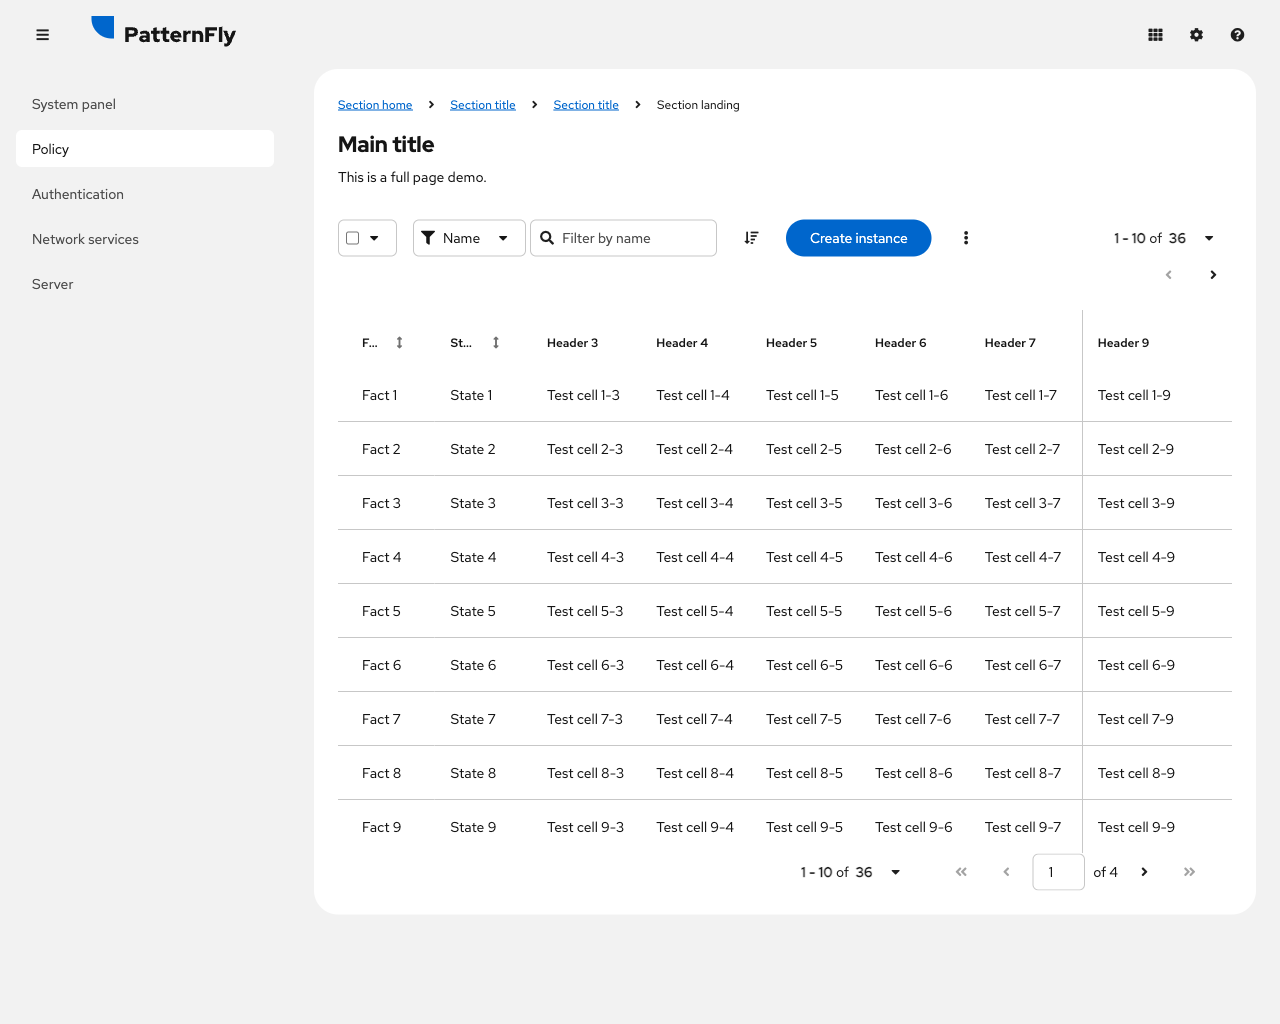 PatternFly
System panel
Policy
Authentication
Network services
Server
Section home Section title Section title Section landing
Main title
This is a full page demo.
Name Filter by name Create instance 1 - 10 of 36
F... St... Header 3 Header 4 Header 5 Header 6 Header 7 Header 9
Fact 1 State 1 Test cell 1-3 Test cell 1-4 Test cell 1-5 Test cell 1-6 Test cell 1-7 Test cell 1-9
Fact 2 State 2 Test cell 2-3 Test cell 2-4 Test cell 2-5 Test cell 2-6 Test cell 2-7 Test cell 2-9
Fact 3 State 3 Test cell 3-3 Test cell 3-4 Test cell 3-5 Test cell 3-6 Test cell 3-7 Test cell 3-9
Fact 4 State 4 Test cell 4-3 Test cell 4-4 Test cell 4-5 Test cell 4-6 Test cell 4-7 Test cell 4-9
Fact 5 State 5 Test cell 5-3 Test cell 5-4 Test cell 5-5 Test cell 5-6 Test cell 5-7 Test cell 5-9
Fact 6 State 6 Test cell 6-3 Test cell 6-4 Test cell 6-5 Test cell 6-6 Test cell 6-7 Test cell 6-9
Fact 7 State 7 Test cell 7-3 Test cell 7-4 Test cell 7-5 Test cell 7-6 Test cell 7-7 Test cell 7-9
Fact 8 State 8 Test cell 8-3 Test cell 8-4 Test cell 8-5 Test cell 8-6 Test cell 8-7 Test cell 8-9
Fact 9 State 9 Test cell 9-3 Test cell 9-4 Test cell 9-5 Test cell 9-6 Test cell 9-7 Test cell 9-9
1 - 10 of 36 1 of 4